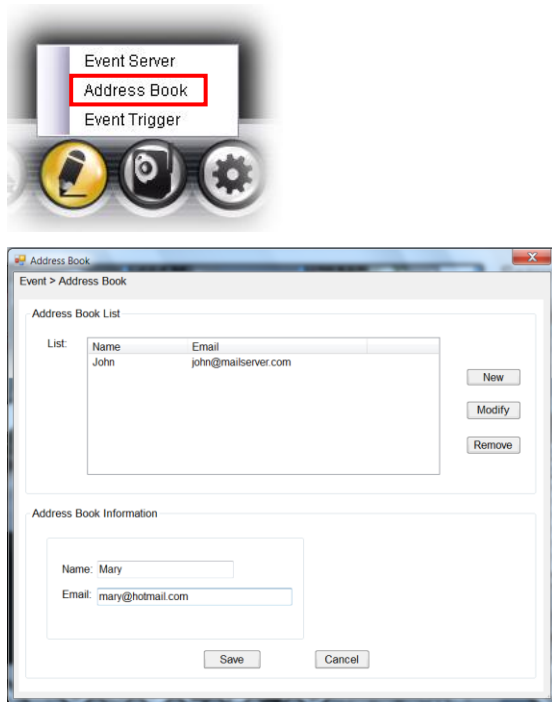 Event Server
Address Book
Event Trigger
Address Book
Event > Address Book
Address Book List
List: Name Email
John john@mailserver.com
New
Modify
Remove
Address Book Information
Name: Mary
Email: mary@hotmail.com
Save Cancel